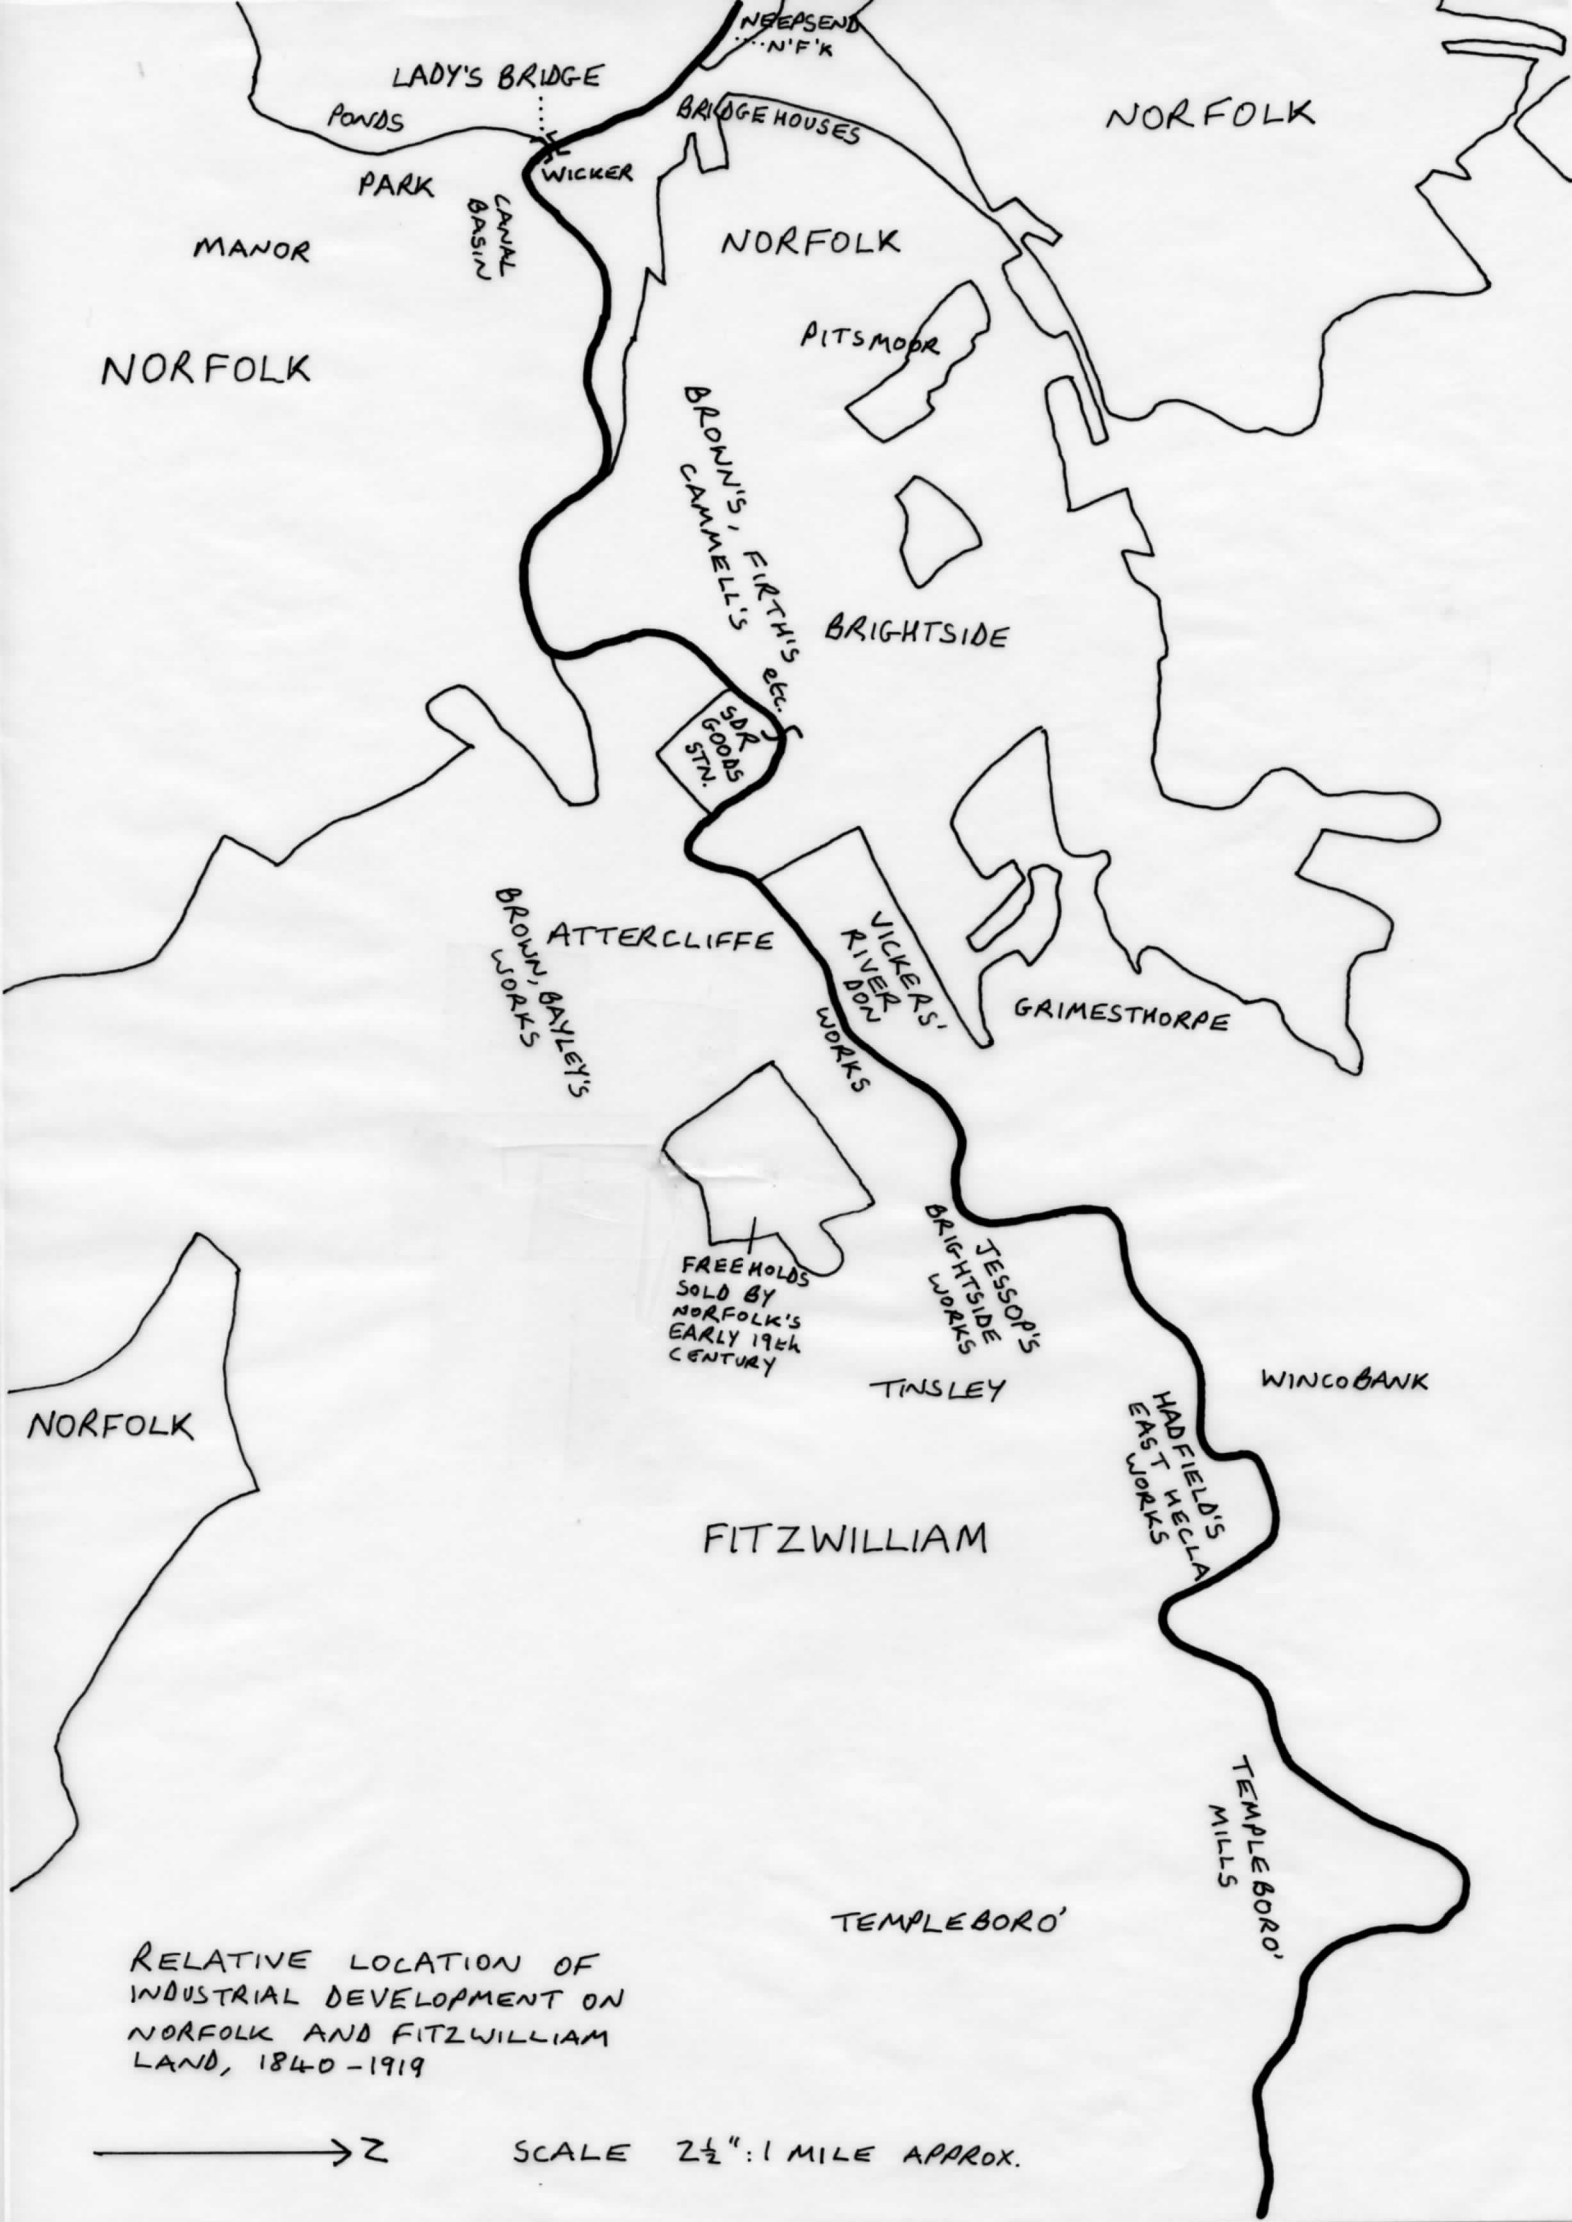 NEEPSEND
N'F'K
LADY'S BRIDGE
PONDS
BRIDGEHOUSES
NORFOLK
WICKER
PARK
CANAL
BASIN
MANOR
NORFOLK
NORFOLK
PITSMOOR
BROWN'S, FIRTH'S etc.
CAMMELL'S
BRIGHTSIDE
SDR
GOODS
STN.
ATTERCLIFFE
BROWN, BAYLEY'S
WORKS
VICKERS'
RIVER
DON
WORKS
GRIMESTHORPE
FREEHOLDS
SOLD BY
NORFOLK'S
EARLY 19th
CENTURY
JESSOP'S
BRIGHTSIDE
WORKS
TINSLEY
WINCOBANK
HADFIELD'S
EAST HECLA
WORKS
NORFOLK
FITZWILLIAM
TEMPLEBORO'
MILLS
TEMPLEBORO'
RELATIVE LOCATION OF
INDUSTRIAL DEVELOPMENT ON
NORFOLK AND FITZWILLIAM
LAND, 1840-1919
N
SCALE 2½": 1 MILE APPROX.